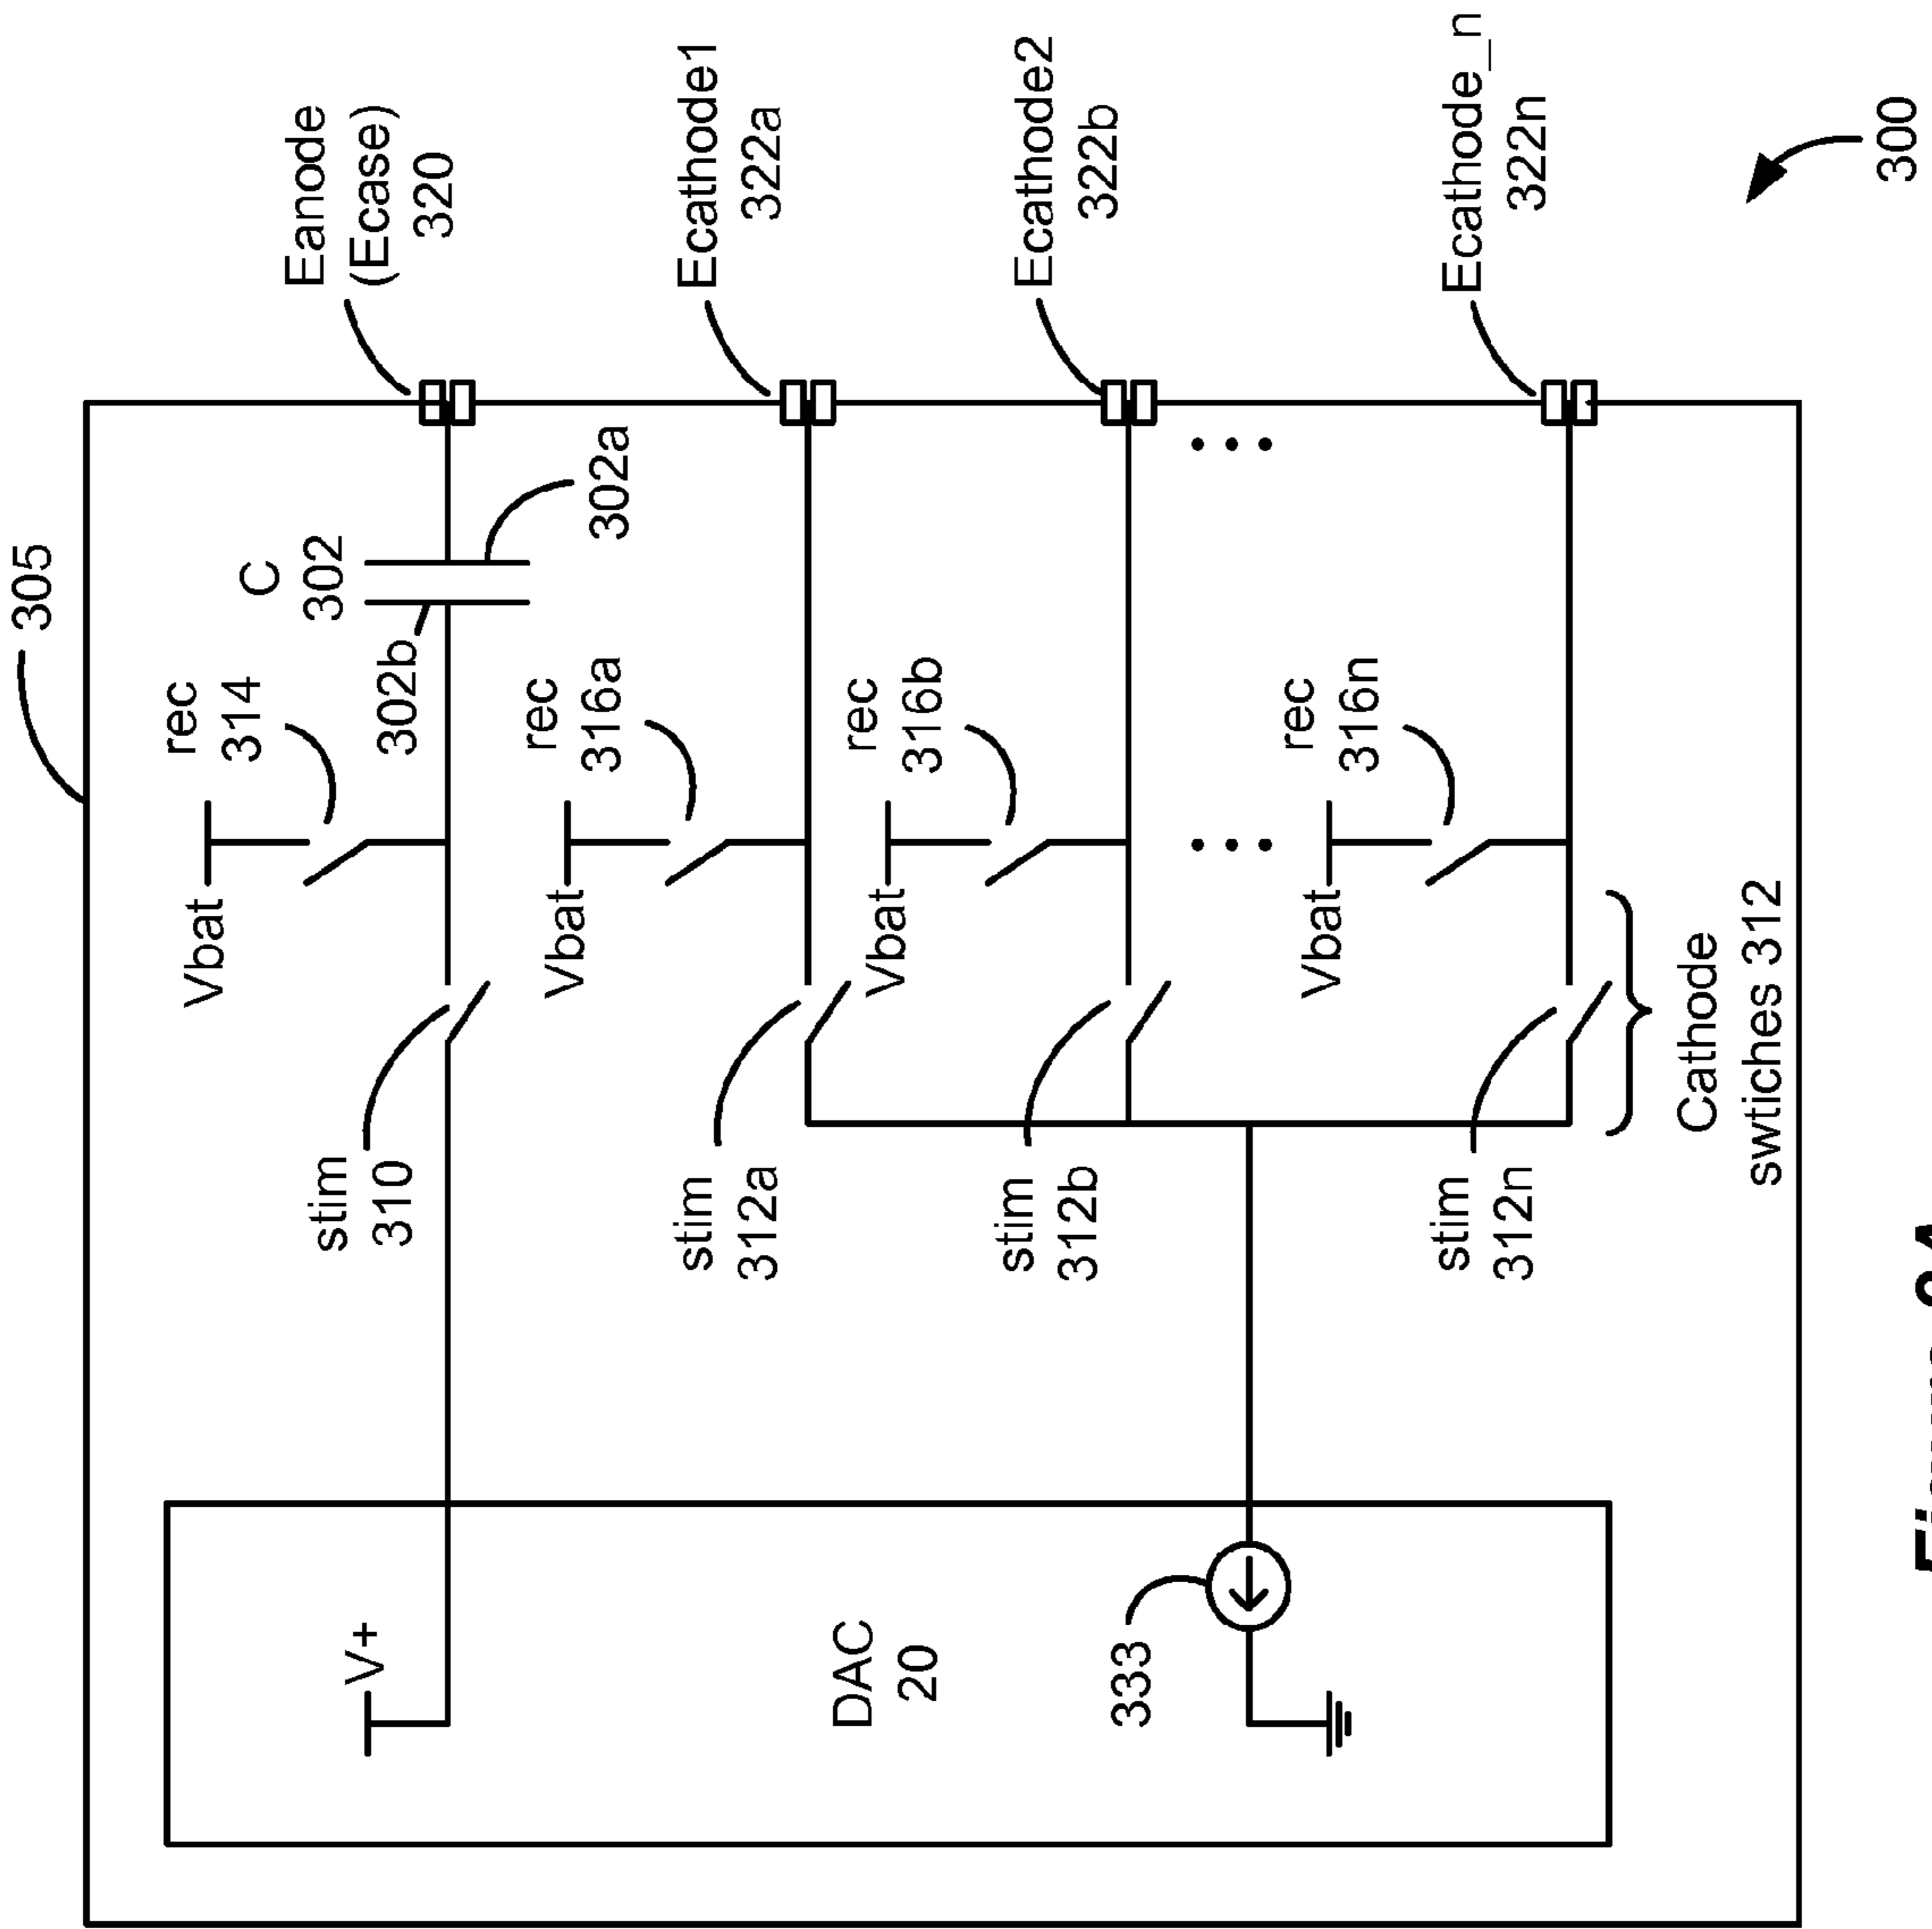 305
C
302
302a
302b
Eanode
(Ecase)
320
rec
314
Vbat
stim
310
V+
Ecathode1
322a
rec
316a
Vbat
stim
312a
DAC
20
Ecathode2
322b
rec
316b
Vbat
stim
312b
333
Ecathode_n
322n
rec
316n
Vbat
stim
312n
Cathode
swtiches 312
300